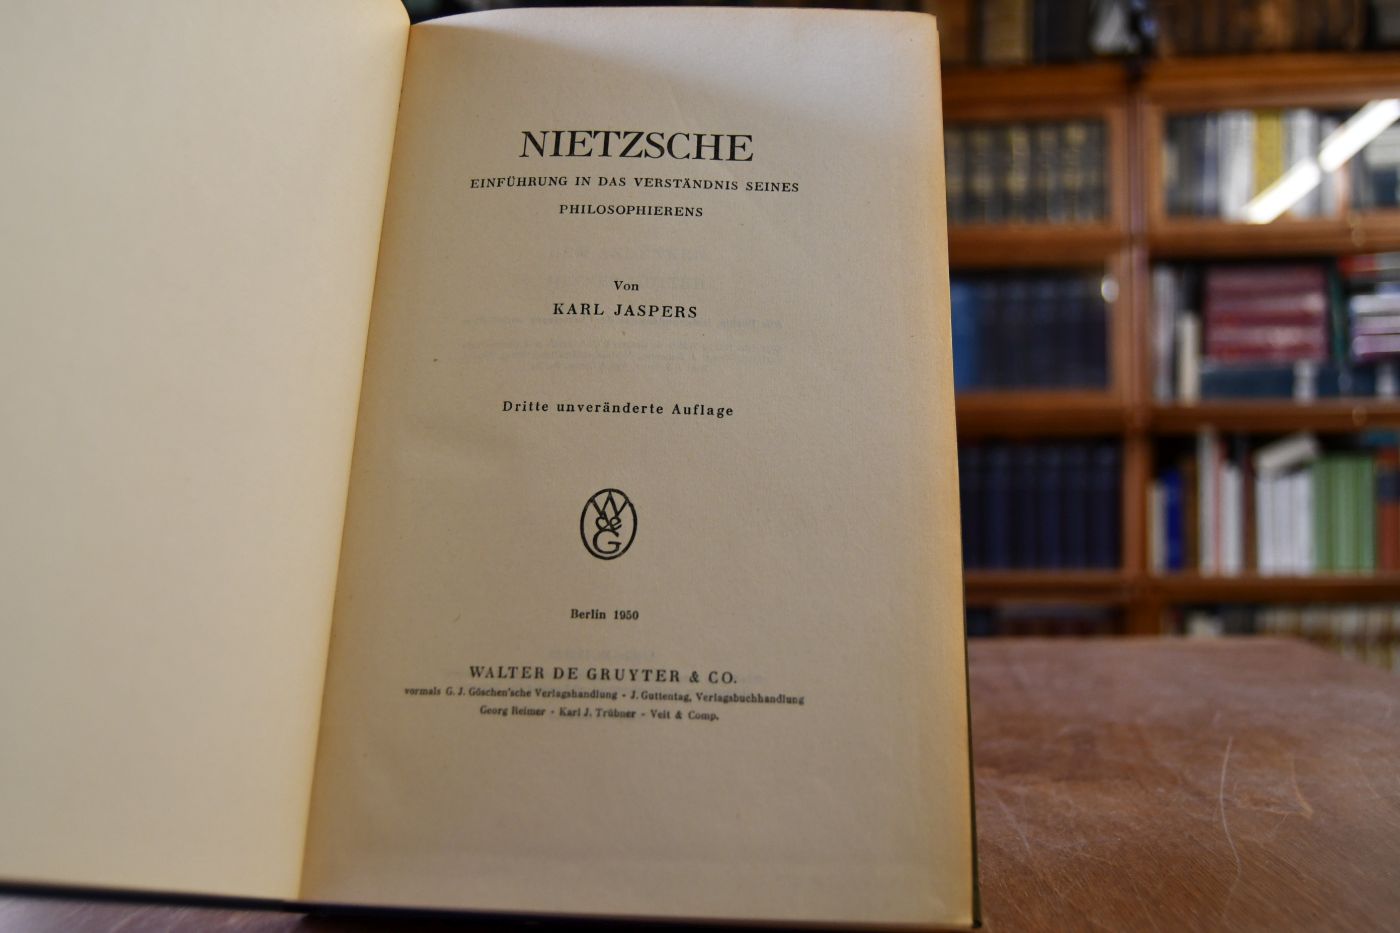 NIETZSCHE
EINFÜHRUNG IN DAS VERSTÄNDNIS SEINES
PHILOSOPHIERENS
Von
KARL JASPERS
Dritte unveränderte Auflage
W
de
G
Berlin 1950
WALTER DE GRUYTER & CO.
vormals G. J. Göschen'sche Verlagshandlung - J. Guttentag, Verlagsbuchhandlung
Georg Reimer - Karl J. Trübner - Veit & Comp.